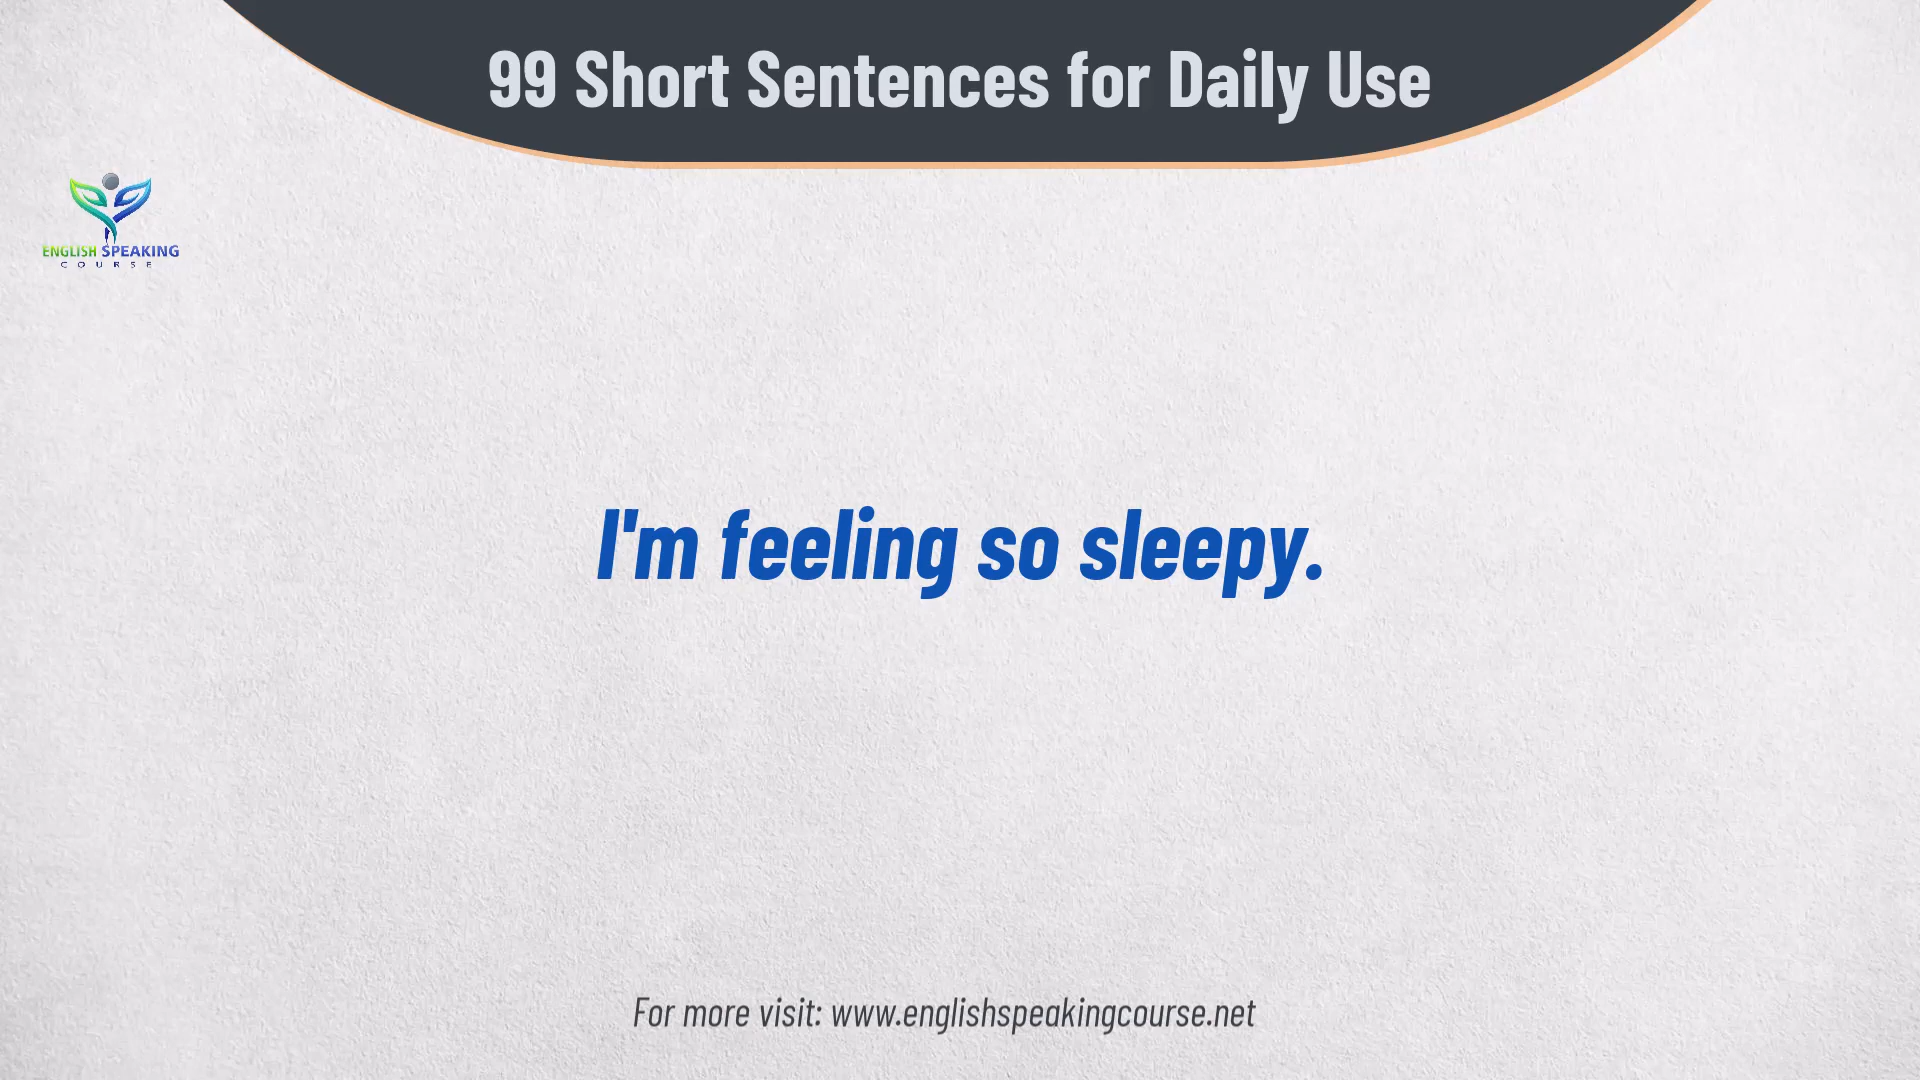 99 Short Sentences for Daily Use
ENGLISH SPEAKING
COURSE
I'm feeling so sleepy.
For more visit: www.englishspeakingcourse.net